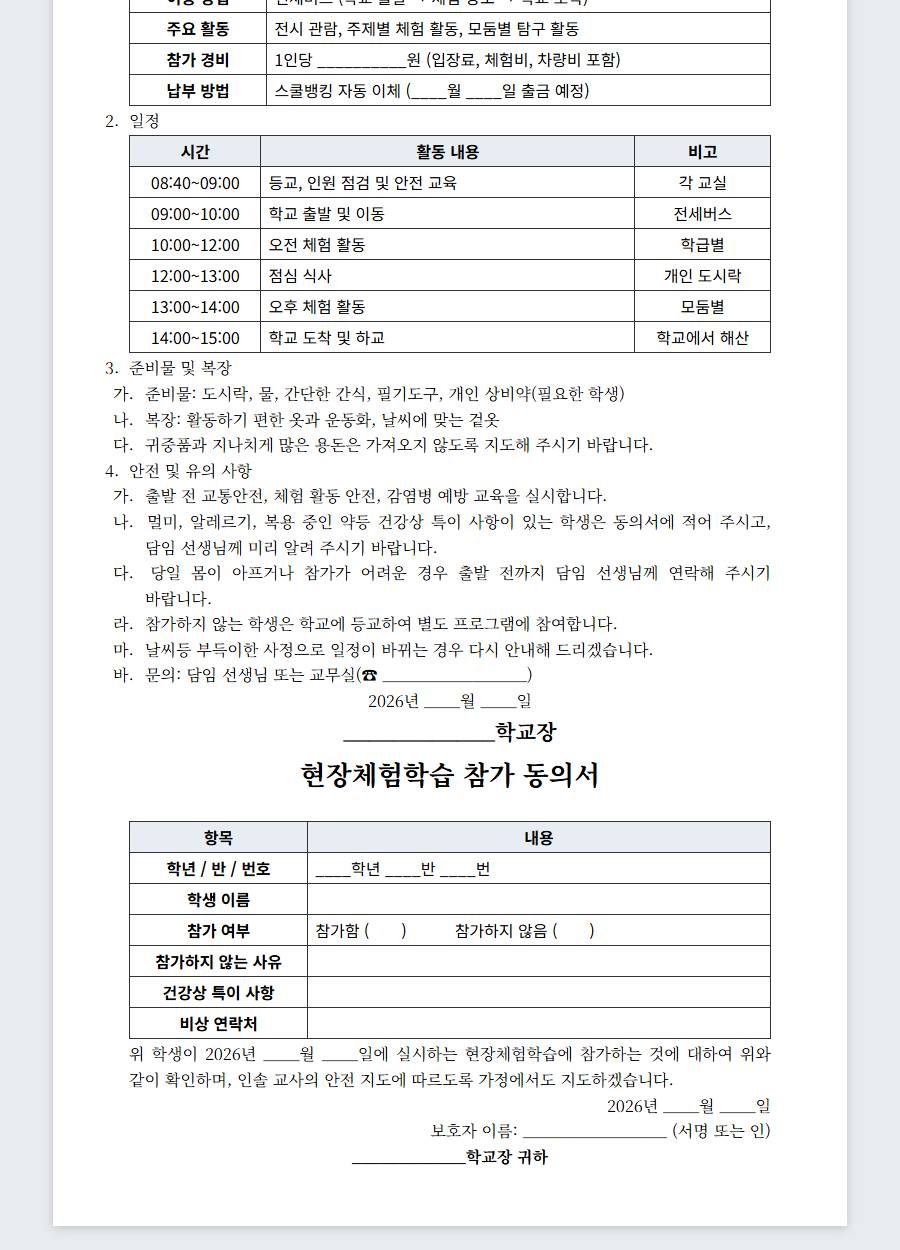 주요 활동 전시 관람, 주제별 체험 활동, 모둠별 탐구 활동
참가 경비 1인당 __________원 (입장료, 체험비, 차량비 포함)
납부 방법 스쿨뱅킹 자동 이체 (____월 ____일 출금 예정)
2. 일정
시간 활동 내용 비고
08:40~09:00 등교, 인원 점검 및 안전 교육 각 교실
09:00~10:00 학교 출발 및 이동 전세버스
10:00~12:00 오전 체험 활동 학급별
12:00~13:00 점심 식사 개인 도시락
13:00~14:00 오후 체험 활동 모둠별
14:00~15:00 학교 도착 및 하교 학교에서 해산
3. 준비물 및 복장
가. 준비물: 도시락, 물, 간단한 간식, 필기도구, 개인 상비약(필요한 학생)
나. 복장: 활동하기 편한 옷과 운동화, 날씨에 맞는 겉옷
다. 귀중품과 지나치게 많은 용돈은 가져오지 않도록 지도해 주시기 바랍니다.
4. 안전 및 유의 사항
가. 출발 전 교통안전, 체험 활동 안전, 감염병 예방 교육을 실시합니다.
나. 멀미, 알레르기, 복용 중인 약등 건강상 특이 사항이 있는 학생은 동의서에 적어 주시고,
담임 선생님께 미리 알려 주시기 바랍니다.
다. 당일 몸이 아프거나 참가가 어려운 경우 출발 전까지 담임 선생님께 연락해 주시기
바랍니다.
라. 참가하지 않는 학생은 학교에 등교하여 별도 프로그램에 참여합니다.
마. 날씨등 부득이한 사정으로 일정이 바뀌는 경우 다시 안내해 드리겠습니다.
바. 문의: 담임 선생님 또는 교무실(☎ ________________)
2026년 ____월 ____일
______________학교장
현장체험학습 참가 동의서
항목 내용
학년 / 반 / 번호 ____학년 ____반 ____번
학생 이름
참가 여부 참가함 (    ) 참가하지 않음 (    )
참가하지 않는 사유
건강상 특이 사항
비상 연락처
위 학생이 2026년 ____월 ____일에 실시하는 현장체험학습에 참가하는 것에 대하여 위와
같이 확인하며, 인솔 교사의 안전 지도에 따르도록 가정에서도 지도하겠습니다.
2026년 ____월 ____일
보호자 이름: ________________ (서명 또는 인)
______________학교장 귀하